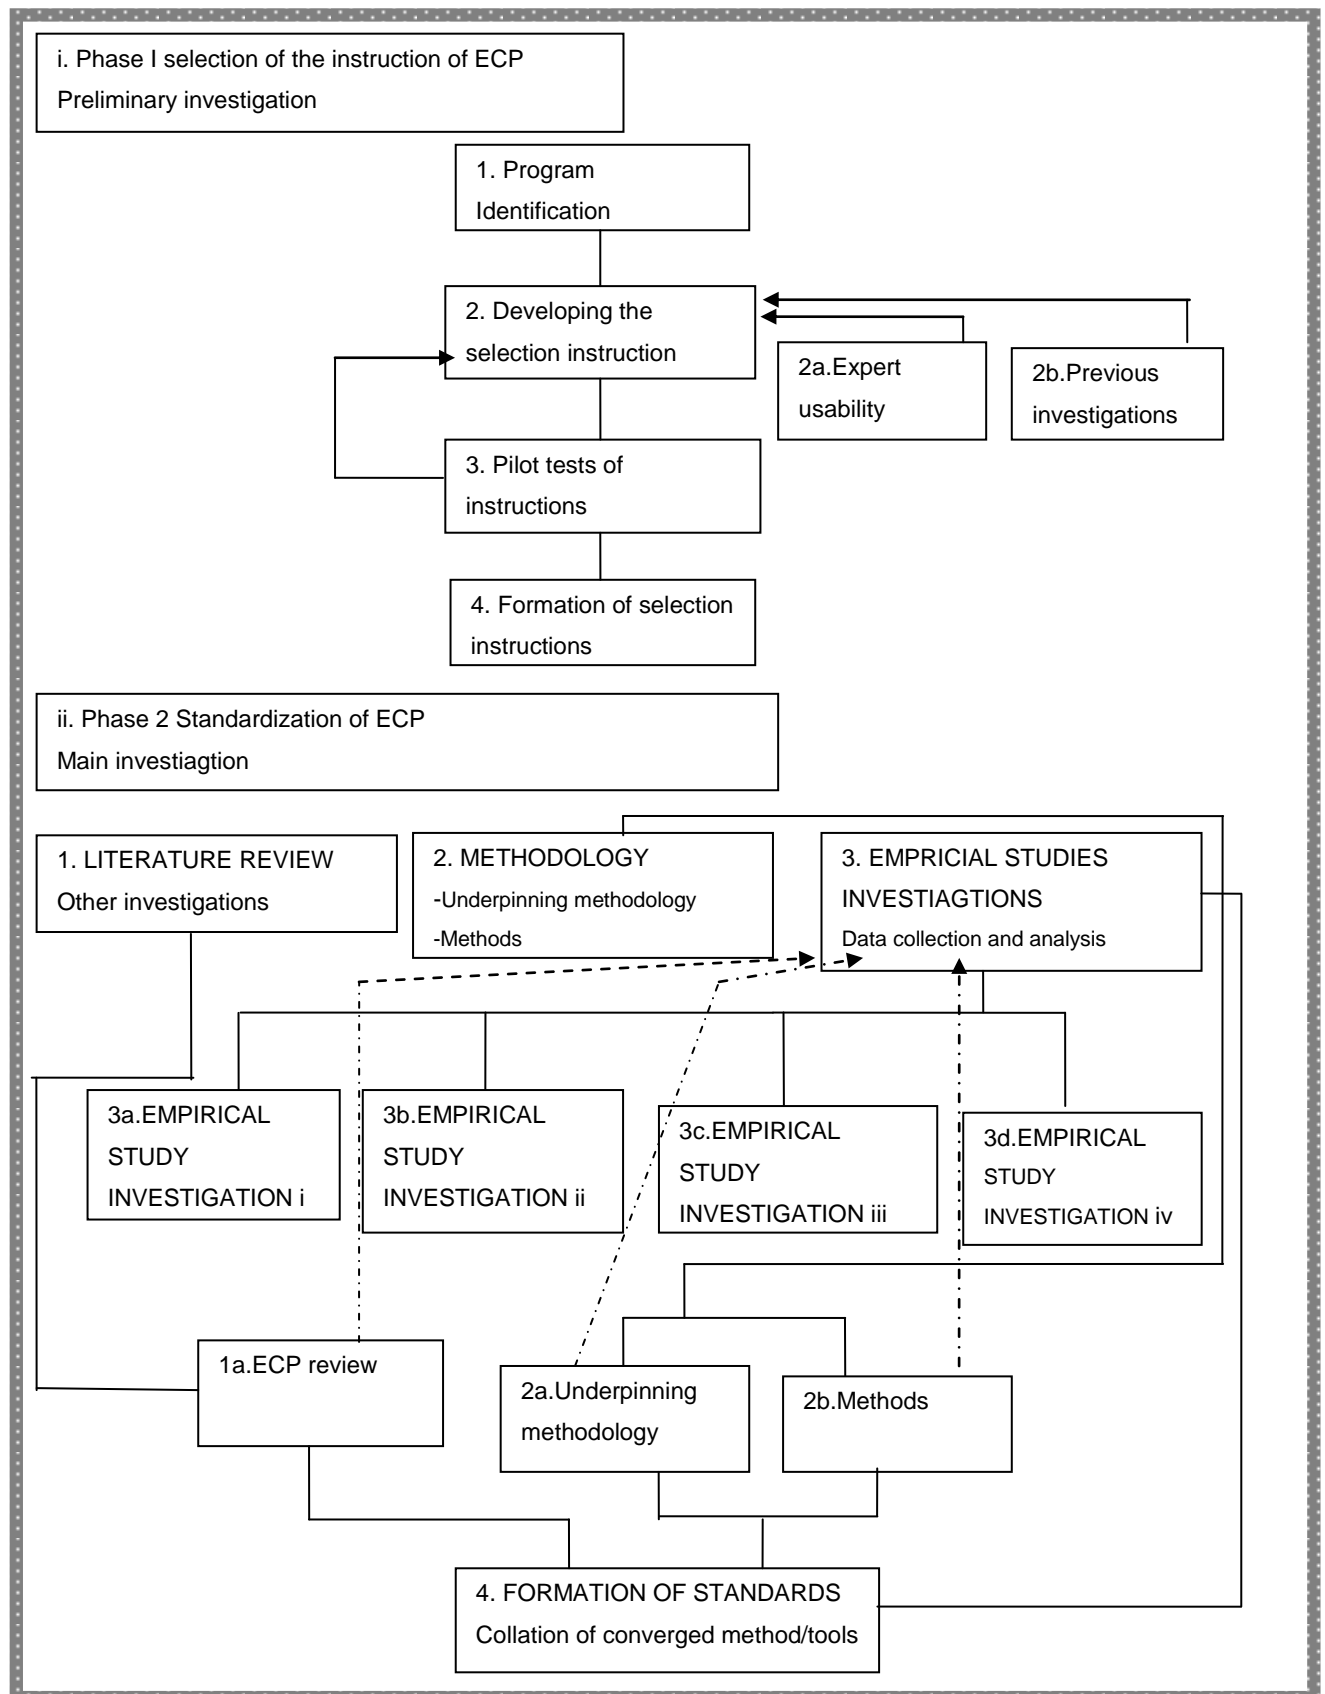 i. Phase I selection of the instruction of ECP
Preliminary investigation
1. Program
Identification
2. Developing the
selection instruction
2a.Expert
usability
2b.Previous
investigations
3. Pilot tests of
instructions
4. Formation of selection
instructions
ii. Phase 2 Standardization of ECP
Main investiagtion
1. LITERATURE REVIEW
Other investigations
2. METHODOLOGY
-Underpinning methodology
-Methods
3. EMPRICIAL STUDIES
INVESTIAGTIONS
Data collection and analysis
3a.EMPIRICAL
STUDY
INVESTIGATION i
3b.EMPIRICAL
STUDY
INVESTIGATION ii
3c.EMPIRICAL
STUDY
INVESTIGATION iii
3d.EMPIRICAL
STUDY
INVESTIGATION iv
1a.ECP review
2a.Underpinning
methodology
2b.Methods
4. FORMATION OF STANDARDS
Collation of converged method/tools